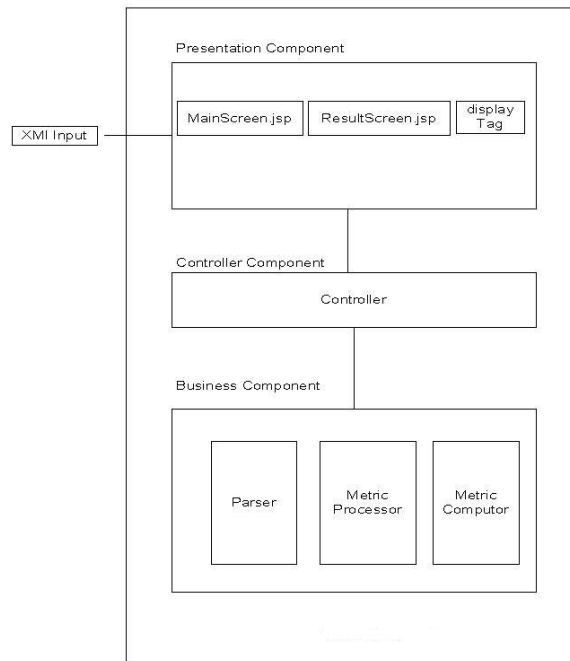 Presentation Component
MainScreen.jsp
ResultScreen.jsp
display
Tag
XMI Input
Controller Component
Controller
Business Component
Parser
Metric
Processor
Metric
Computor